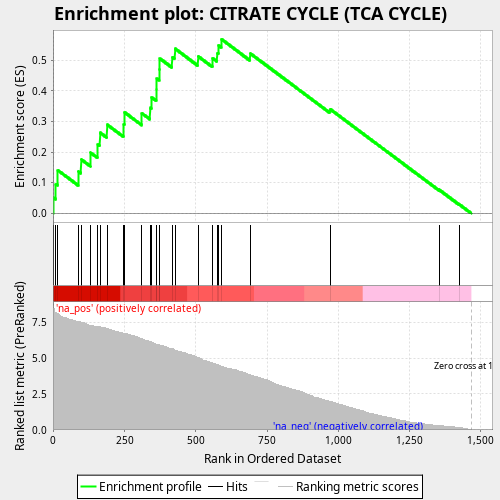 Enrichment plot: CITRATE CYCLE (TCA CYCLE)
Enrichment score (ES)
0.5
0.4
0.3
0.2
0.1
0.0
'na_pos' (positively correlated)
Ranked list metric (PreRanked)
7.5
5.0
2.5
0.0
Zero cross at 1
'na_neg' (negatively correlated)
0 250 500 750 1,000 1,250 1,500
Rank in Ordered Dataset
Enrichment profile Hits Ranking metric scores